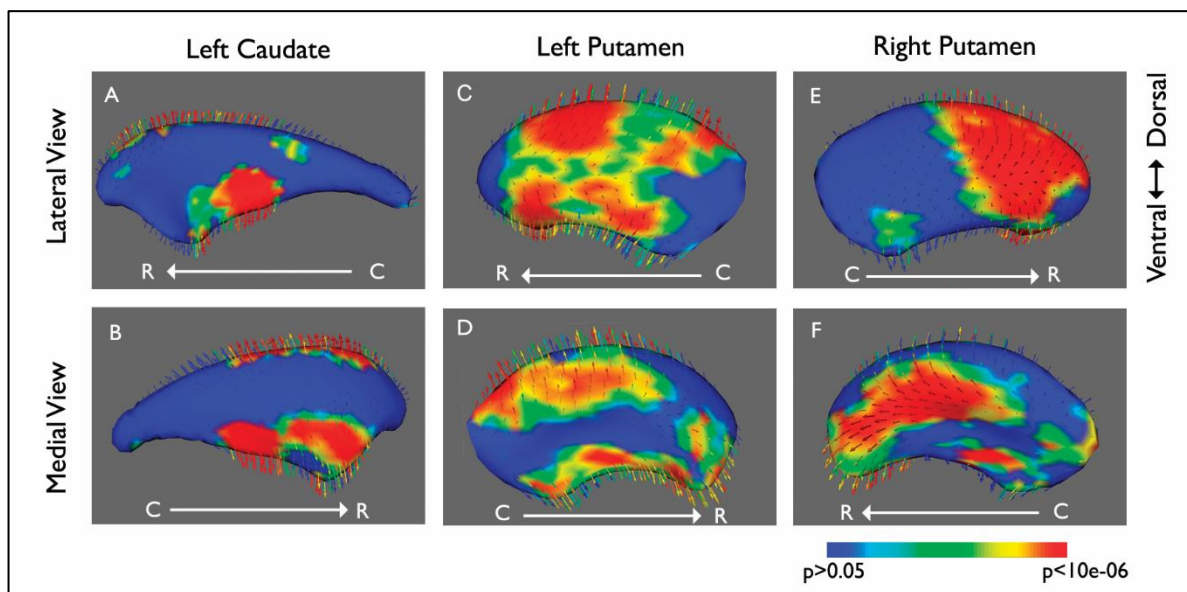 Left Caudate
Left Putamen
Right Putamen
Lateral View
A
C
E
R C
R C
C R
Ventral ↔ Dorsal
Medial View
B
D
F
C R
C R
R C
p>0.05 p<10e-06